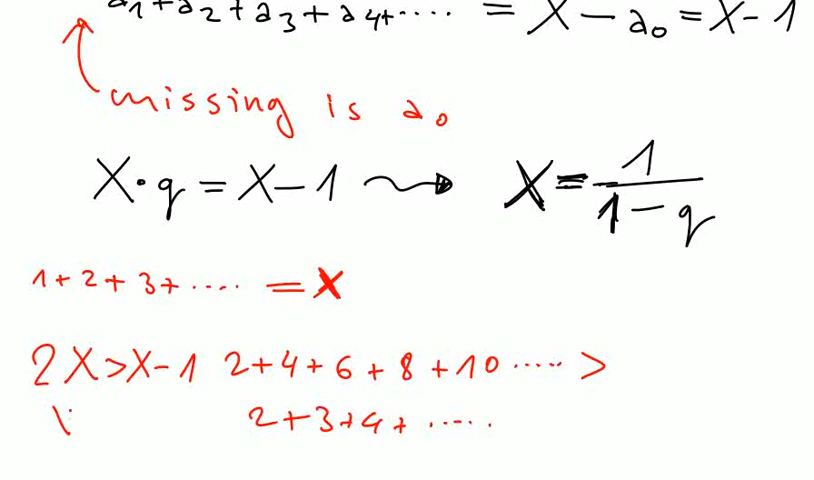 a₁+a₂+a₃+a₄+.... = X-a₀=X-1
missing is a₀
X·q=X-1 ⇝ X=1/(1-q)
1+2+3+.... =X
2X>X-1 2+4+6+8+10..... >
2+3+4+.....